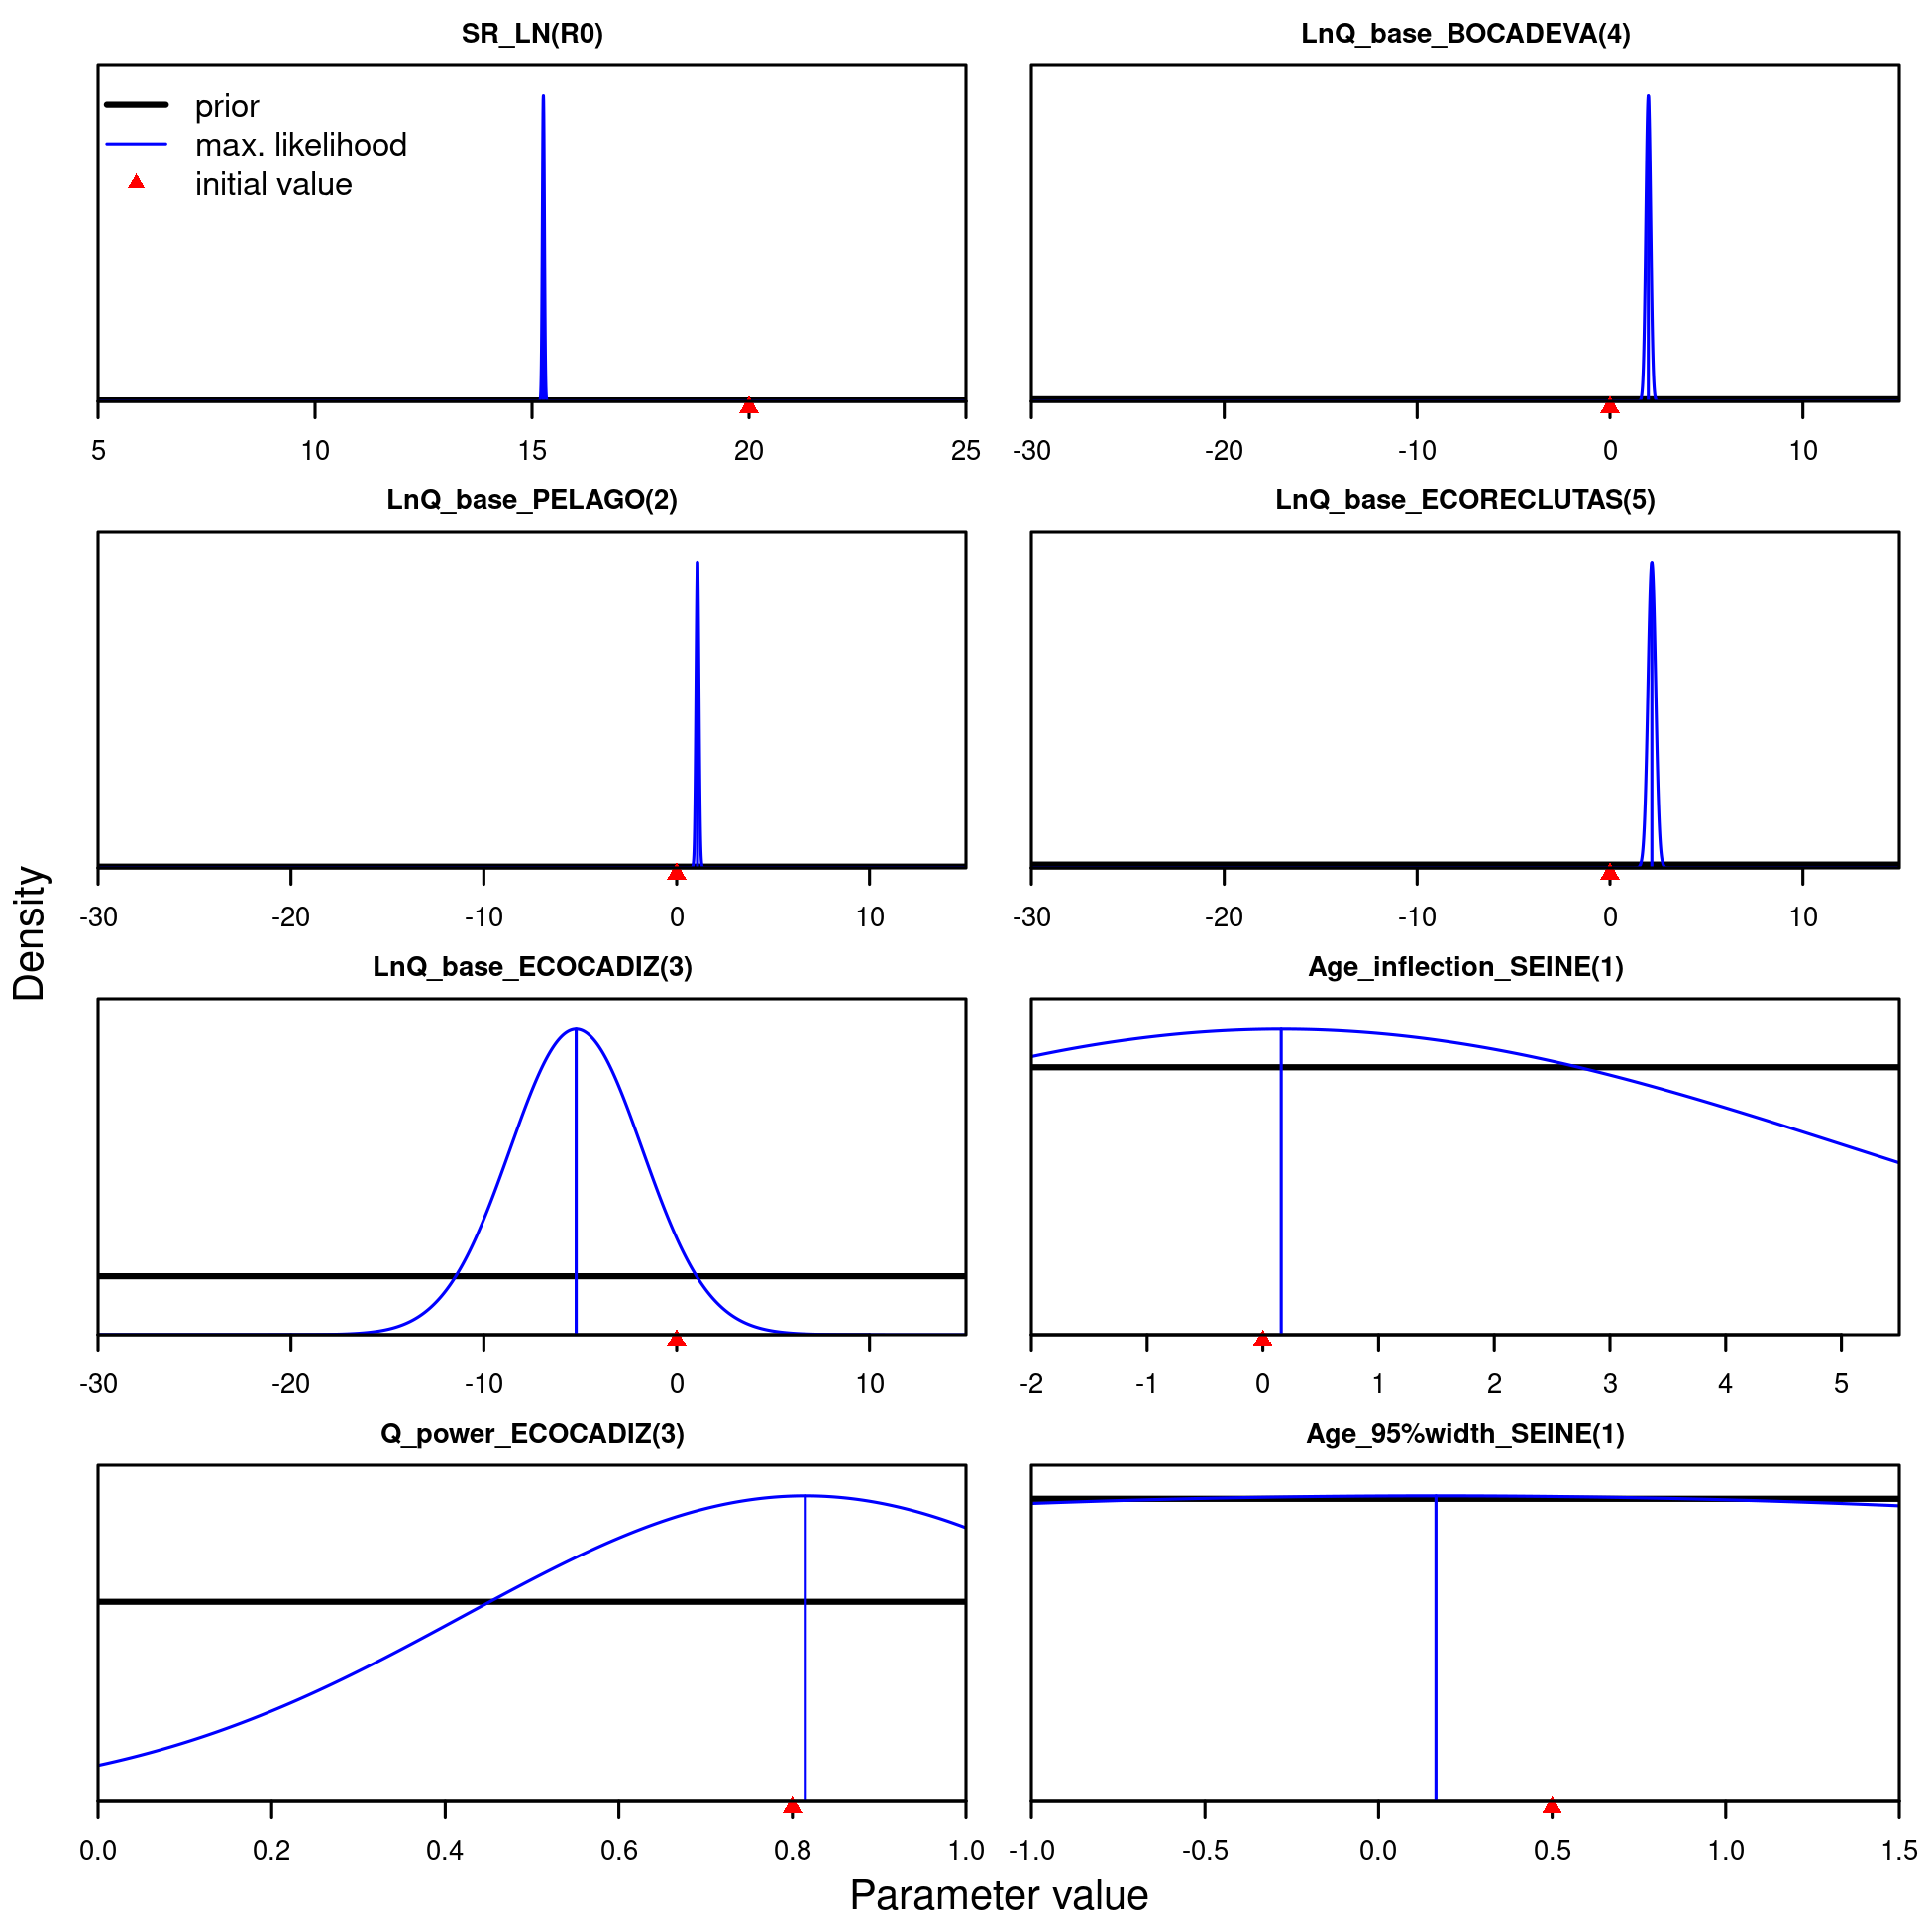 SR_LN(R0)
prior
max. likelihood
initial value
5 10 15 20 25
LnQ_base_BOCADEVA(4)
-30 -20 -10 0 10
LnQ_base_PELAGO(2)
-30 -20 -10 0 10
LnQ_base_ECORECLUTAS(5)
-30 -20 -10 0 10
LnQ_base_ECOCADIZ(3)
-30 -20 -10 0 10
Age_inflection_SEINE(1)
-2 -1 0 1 2 3 4 5
Q_power_ECOCADIZ(3)
0.0 0.2 0.4 0.6 0.8 1.0
Age_95%width_SEINE(1)
-1.0 -0.5 0.0 0.5 1.0 1.5
Density
Parameter value